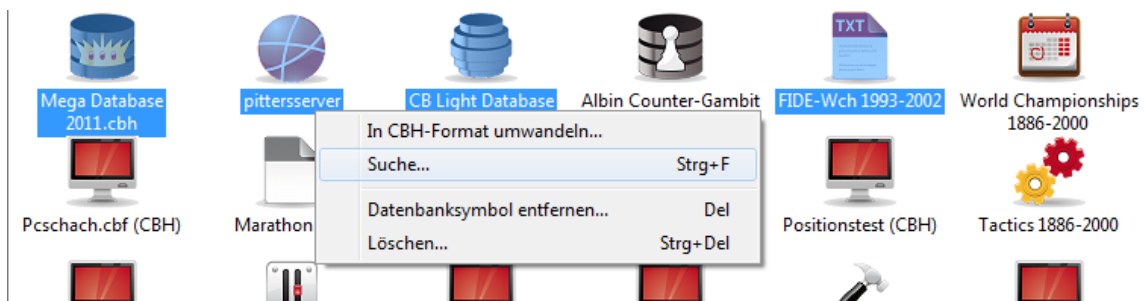 TXT
Mega Database
2011.cbh
pittersserver
CB Light Database
Albin Counter-Gambit
FIDE-Wch 1993-2002
World Championships
1886-2000
In CBH-Format umwandeln...
Suche... Strg+F
Datenbanksymbol entfernen... Del
Löschen... Strg+Del
Pcschach.cbf (CBH)
Marathon
Positionstest (CBH)
Tactics 1886-2000